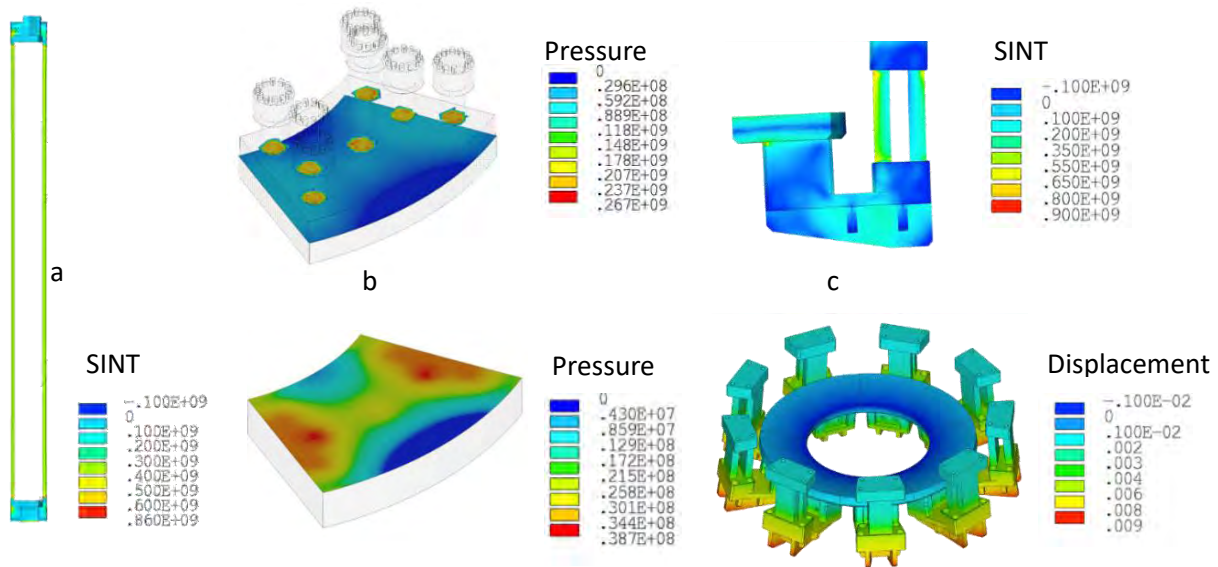 a
SINT
-.100E+09
0
.100E+09
.200E+09
.300E+09
.400E+09
.500E+09
.600E+09
.860E+09
b
Pressure
0
.296E+08
.592E+08
.889E+08
.118E+09
.148E+09
.178E+09
.207E+09
.237E+09
.267E+09
Pressure
0
.430E+07
.859E+07
.129E+08
.172E+08
.215E+08
.258E+08
.301E+08
.344E+08
.387E+08
c
SINT
-.100E+09
0
.100E+09
.200E+09
.350E+09
.550E+09
.650E+09
.800E+09
.900E+09
Displacement
-.100E-02
0
.100E-02
.002
.003
.004
.006
.008
.009